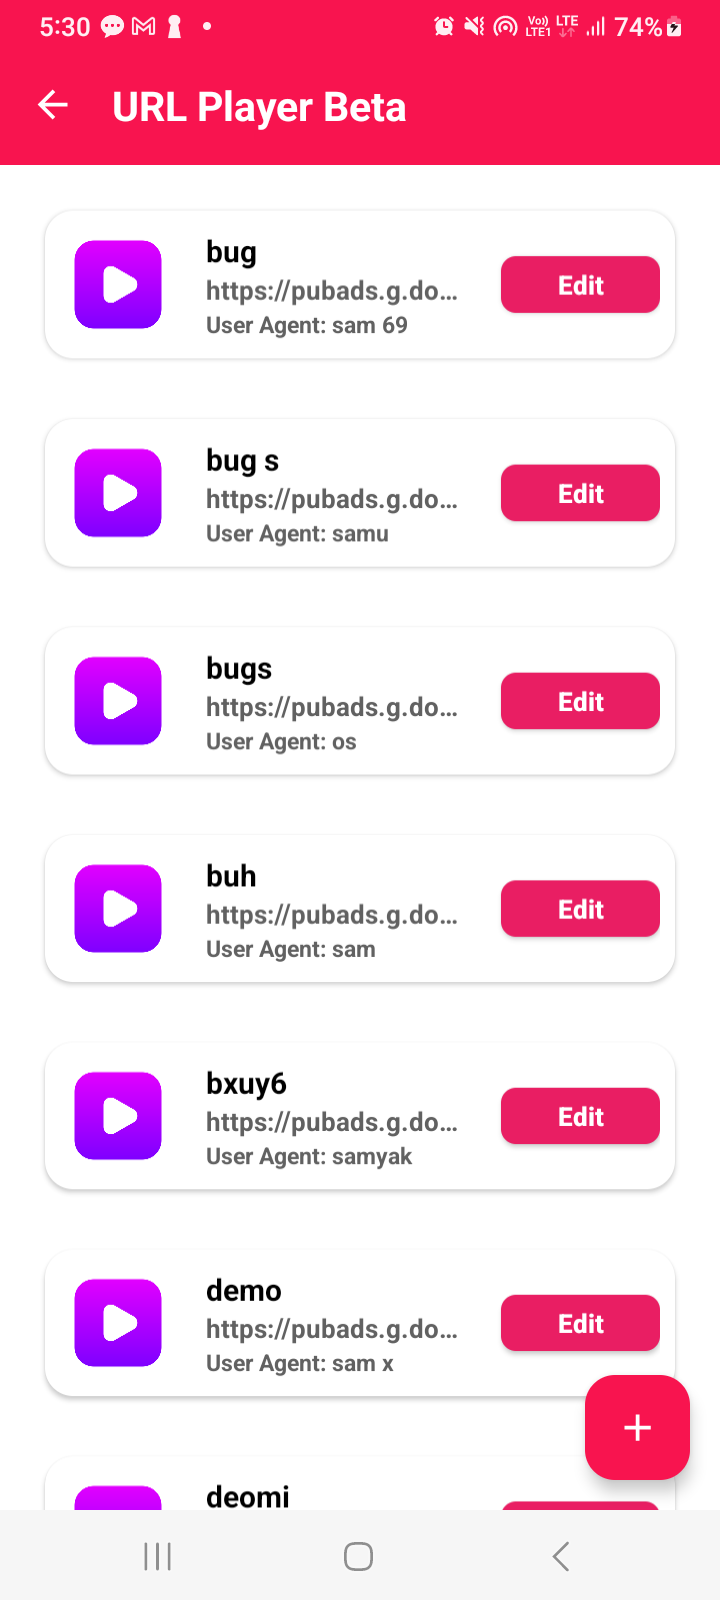 5:30
Vo)) LTE1 LTE 74%
URL Player Beta
bug
https://pubads.g.do...
User Agent: sam 69
Edit
bug s
https://pubads.g.do...
User Agent: samu
Edit
bugs
https://pubads.g.do...
User Agent: os
Edit
buh
https://pubads.g.do...
User Agent: sam
Edit
bxuy6
https://pubads.g.do...
User Agent: samyak
Edit
demo
https://pubads.g.do...
User Agent: sam x
Edit
deomi